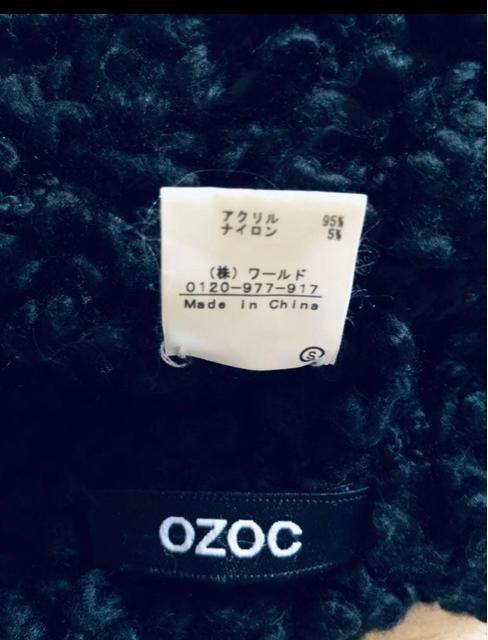 アクリル 95%
ナイロン 5%
(株) ワールド
0120-977-917
Made in China
S
OZOC